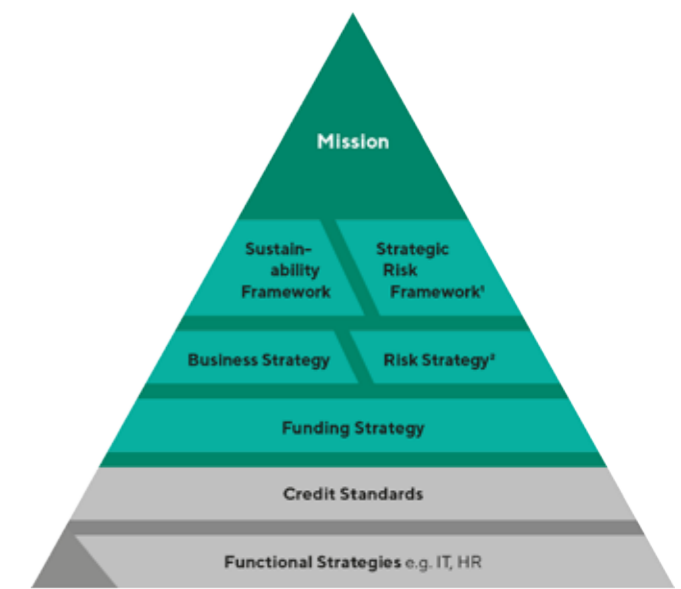 Mission
Sustain-
ability
Framework
Strategic
Risk
Framework¹
Business Strategy
Risk Strategy²
Funding Strategy
Credit Standards
Functional Strategies e.g. IT, HR